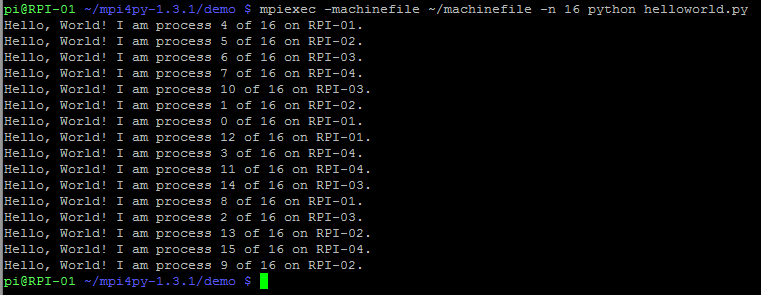 pi@RPI-01 ~/mpi4py-1.3.1/demo $ mpiexec -machinefile ~/machinefile -n 16 python helloworld.py
Hello, World! I am process 4 of 16 on RPI-01.
Hello, World! I am process 5 of 16 on RPI-02.
Hello, World! I am process 6 of 16 on RPI-03.
Hello, World! I am process 7 of 16 on RPI-04.
Hello, World! I am process 10 of 16 on RPI-03.
Hello, World! I am process 1 of 16 on RPI-02.
Hello, World! I am process 0 of 16 on RPI-01.
Hello, World! I am process 12 of 16 on RPI-01.
Hello, World! I am process 3 of 16 on RPI-04.
Hello, World! I am process 11 of 16 on RPI-04.
Hello, World! I am process 14 of 16 on RPI-03.
Hello, World! I am process 8 of 16 on RPI-01.
Hello, World! I am process 2 of 16 on RPI-03.
Hello, World! I am process 13 of 16 on RPI-02.
Hello, World! I am process 15 of 16 on RPI-04.
Hello, World! I am process 9 of 16 on RPI-02.
pi@RPI-01 ~/mpi4py-1.3.1/demo $